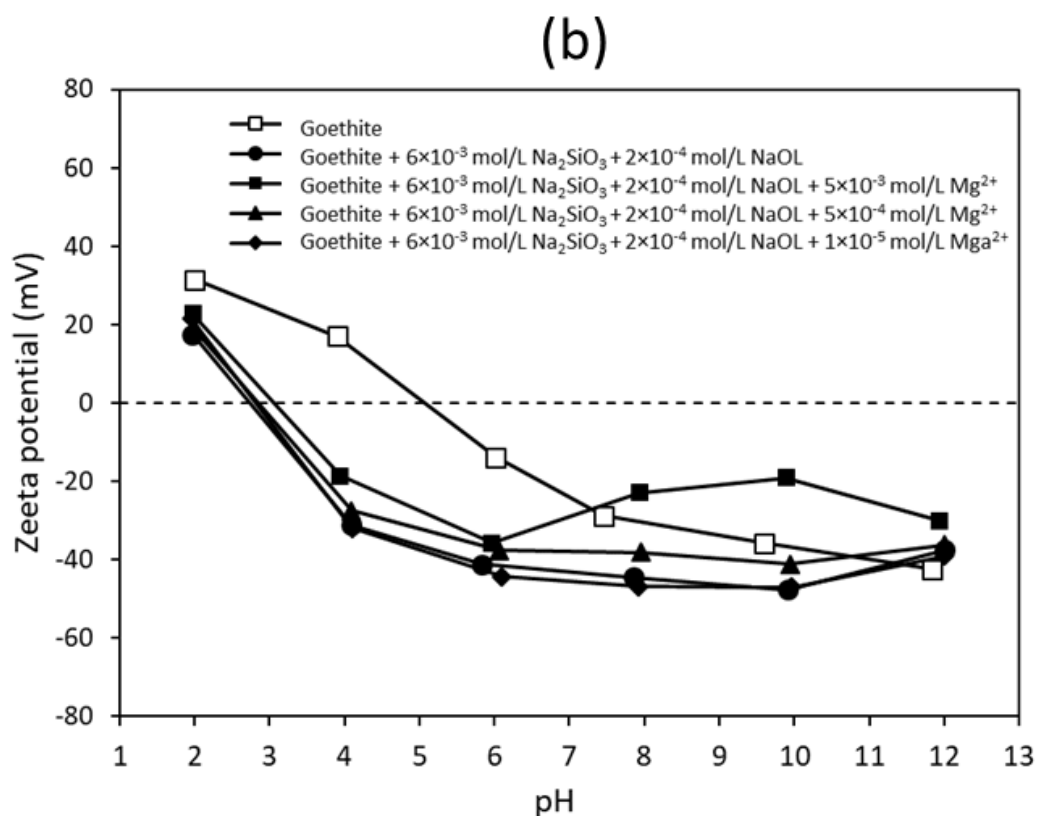 (b)
Goethite
Goethite + 6×10⁻³ mol/L Na₂SiO₃ + 2×10⁻⁴ mol/L NaOL
Goethite + 6×10⁻³ mol/L Na₂SiO₃ + 2×10⁻⁴ mol/L NaOL + 5×10⁻³ mol/L Mg²⁺
Goethite + 6×10⁻³ mol/L Na₂SiO₃ + 2×10⁻⁴ mol/L NaOL + 5×10⁻⁴ mol/L Mg²⁺
Goethite + 6×10⁻³ mol/L Na₂SiO₃ + 2×10⁻⁴ mol/L NaOL + 1×10⁻⁵ mol/L Mga²⁺
Zeeta potential (mV)
80
60
40
20
0
-20
-40
-60
-80
1 2 3 4 5 6 7 8 9 10 11 12 13
pH